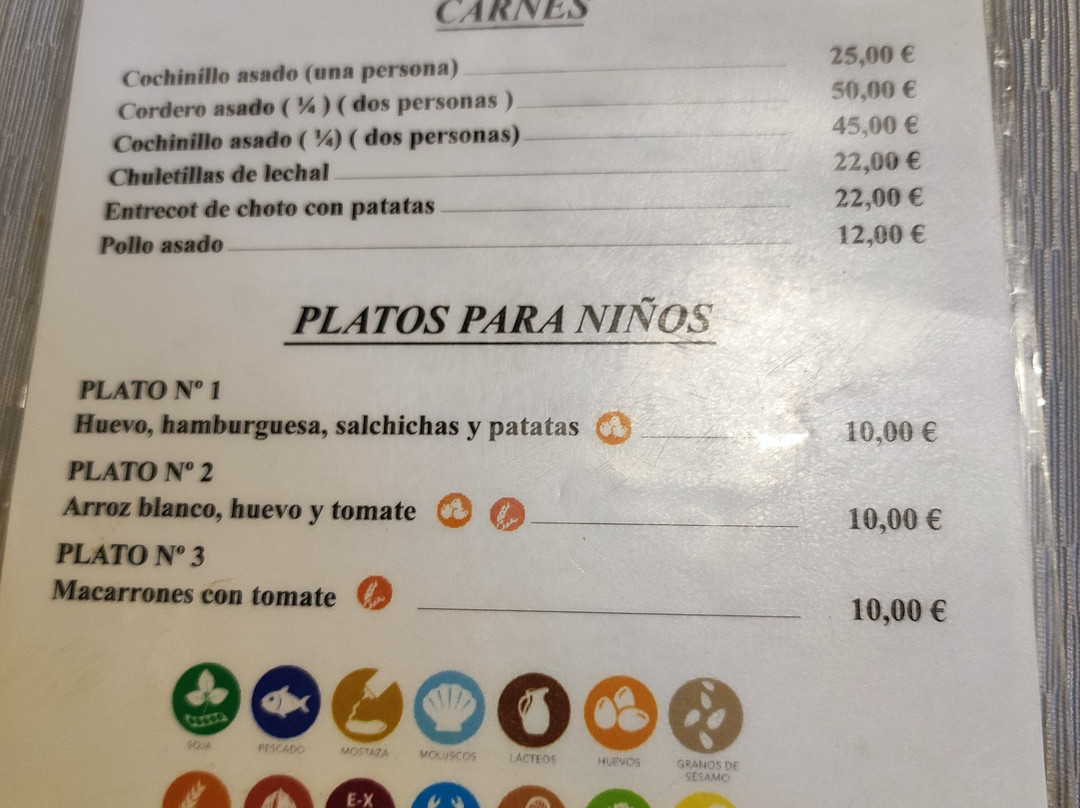 CARNES
Cochinillo asado (una persona) 25,00 €
Cordero asado ( ¼ ) ( dos personas ) 50,00 €
Cochinillo asado ( ¼) ( dos personas) 45,00 €
Chuletillas de lechal 22,00 €
Entrecot de choto con patatas 22,00 €
Pollo asado 12,00 €
PLATOS PARA NIÑOS
PLATO Nº 1
Huevo, hamburguesa, salchichas y patatas 10,00 €
PLATO Nº 2
Arroz blanco, huevo y tomate 10,00 €
PLATO Nº 3
Macarrones con tomate 10,00 €
SOJA PESCADO MOSTAZA MOLUSCOS LÁCTEOS HUEVOS GRANOS DE
SÉSAMO
E-X